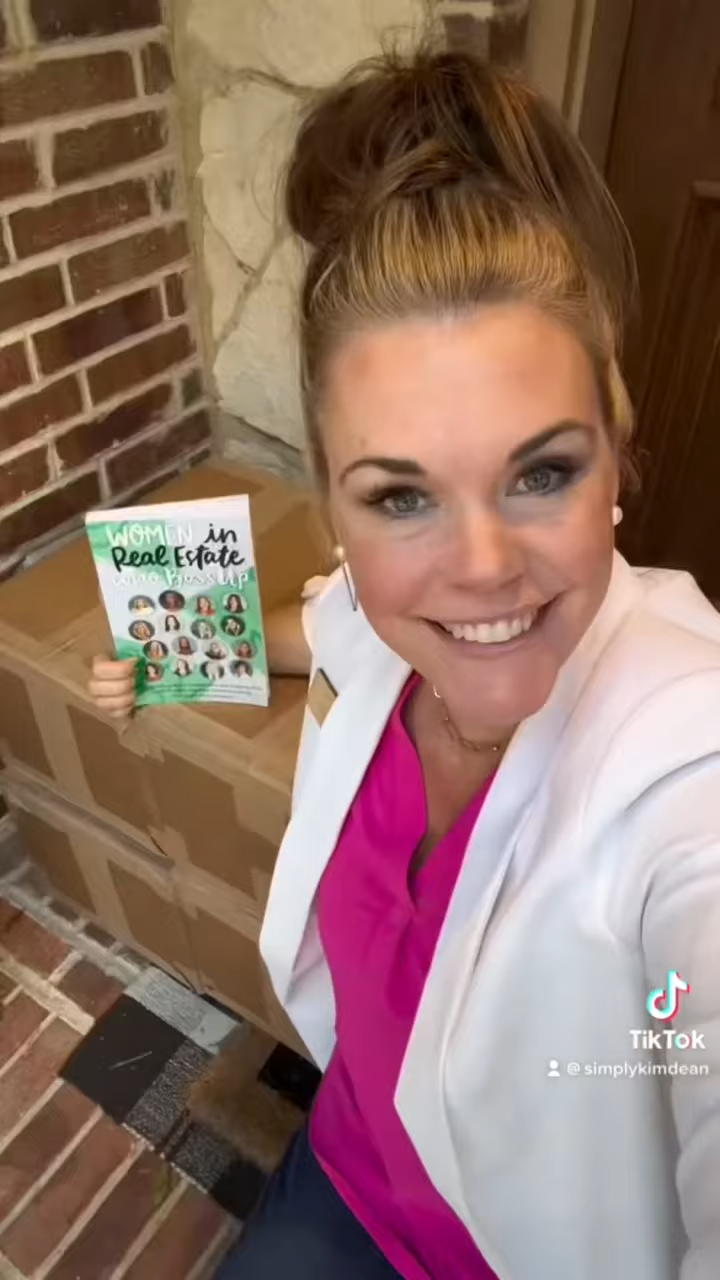 WOMEN in
Real Estate
who Boss Up
TikTok
@simplykimdean